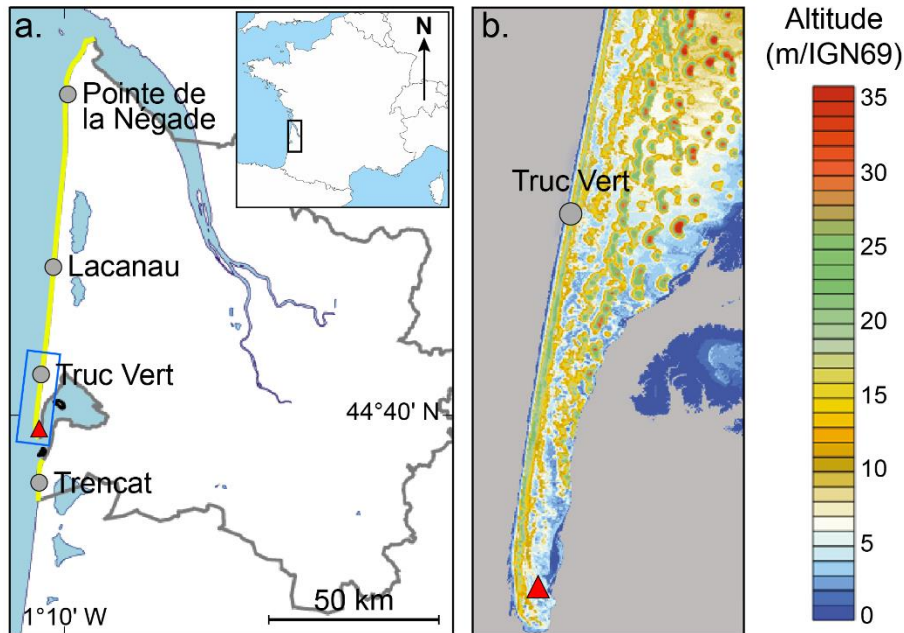 a.
N
Pointe de
la Négade
Lacanau
Truc Vert
44°40' N
Trencat
1°10' W
50 km
b.
Truc Vert
Altitude
(m/IGN69)
35
30
25
20
15
10
5
0